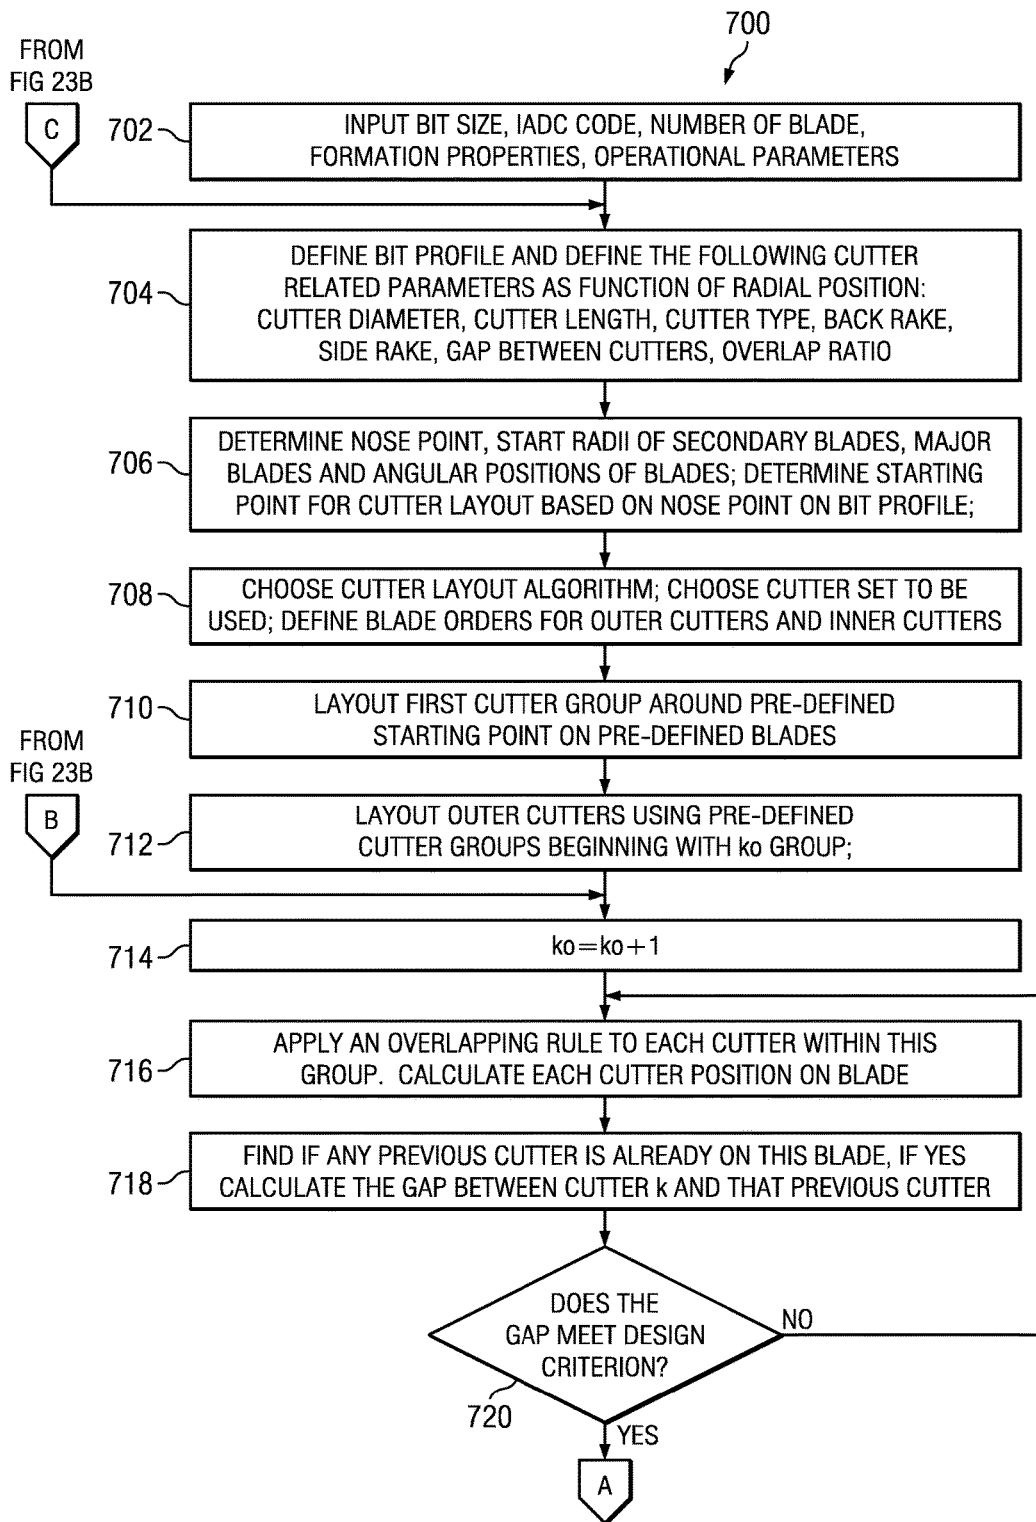 700
FROM
FIG 23B
C
702
INPUT BIT SIZE, IADC CODE, NUMBER OF BLADE,
FORMATION PROPERTIES, OPERATIONAL PARAMETERS
704
DEFINE BIT PROFILE AND DEFINE THE FOLLOWING CUTTER
RELATED PARAMETERS AS FUNCTION OF RADIAL POSITION:
CUTTER DIAMETER, CUTTER LENGTH, CUTTER TYPE, BACK RAKE,
SIDE RAKE, GAP BETWEEN CUTTERS, OVERLAP RATIO
706
DETERMINE NOSE POINT, START RADII OF SECONDARY BLADES, MAJOR
BLADES AND ANGULAR POSITIONS OF BLADES; DETERMINE STARTING
POINT FOR CUTTER LAYOUT BASED ON NOSE POINT ON BIT PROFILE;
708
CHOOSE CUTTER LAYOUT ALGORITHM; CHOOSE CUTTER SET TO BE
USED; DEFINE BLADE ORDERS FOR OUTER CUTTERS AND INNER CUTTERS
710
LAYOUT FIRST CUTTER GROUP AROUND PRE-DEFINED
STARTING POINT ON PRE-DEFINED BLADES
FROM
FIG 23B
B
712
LAYOUT OUTER CUTTERS USING PRE-DEFINED
CUTTER GROUPS BEGINNING WITH ko GROUP;
714
ko=ko+1
716
APPLY AN OVERLAPPING RULE TO EACH CUTTER WITHIN THIS
GROUP. CALCULATE EACH CUTTER POSITION ON BLADE
718
FIND IF ANY PREVIOUS CUTTER IS ALREADY ON THIS BLADE, IF YES
CALCULATE THE GAP BETWEEN CUTTER k AND THAT PREVIOUS CUTTER
DOES THE
GAP MEET DESIGN
CRITERION?
NO
720
YES
A